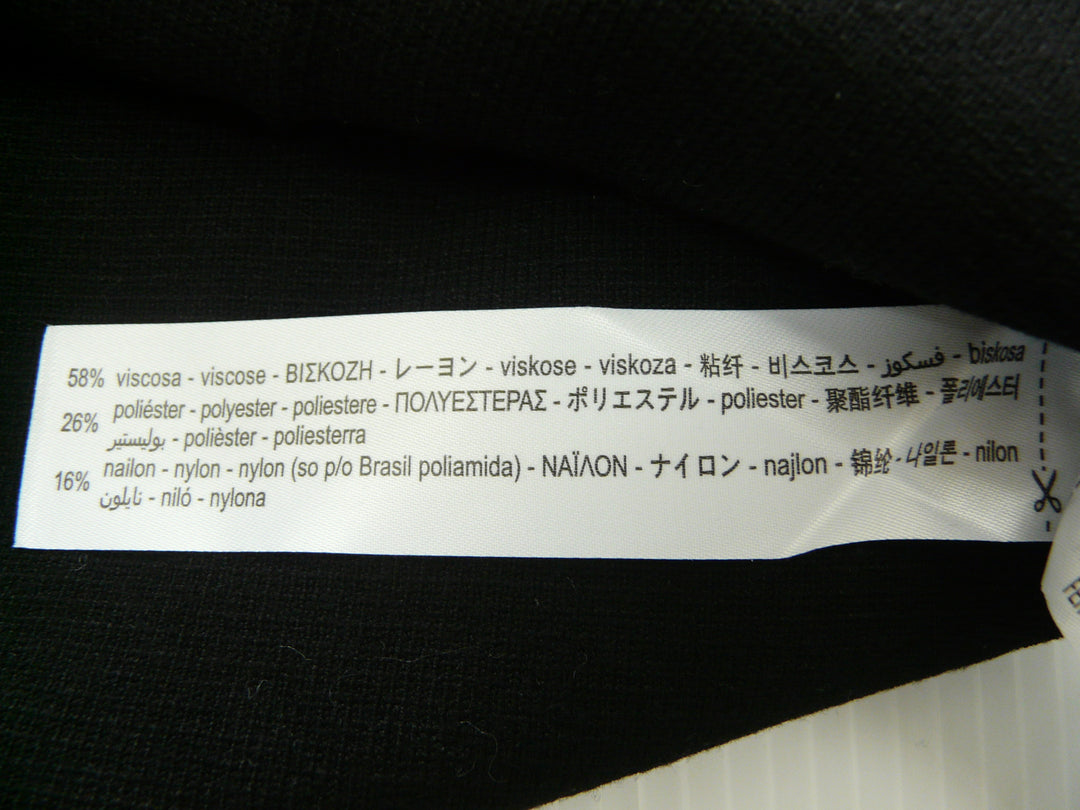 58% viscosa - viscose - ΒΙΣΚΟΖΗ - レーヨン - viskose - viskoza - 粘纤 - 비스코스 - فسكوز - biskosa
26% poliéster - polyester - poliestere - ΠΟΛΥΕΣΤΕΡΑΣ - ポリエステル - poliester - 聚酯纤维 - 폴리에스터
بوليستير - polièster - poliesterra
16% nailon - nylon - nylon (so p/o Brasil poliamida) - ΝΑΪΛΟΝ - ナイロン - najlon - 锦纶 - 나일론 - nilon
نايلون - niló - nylona